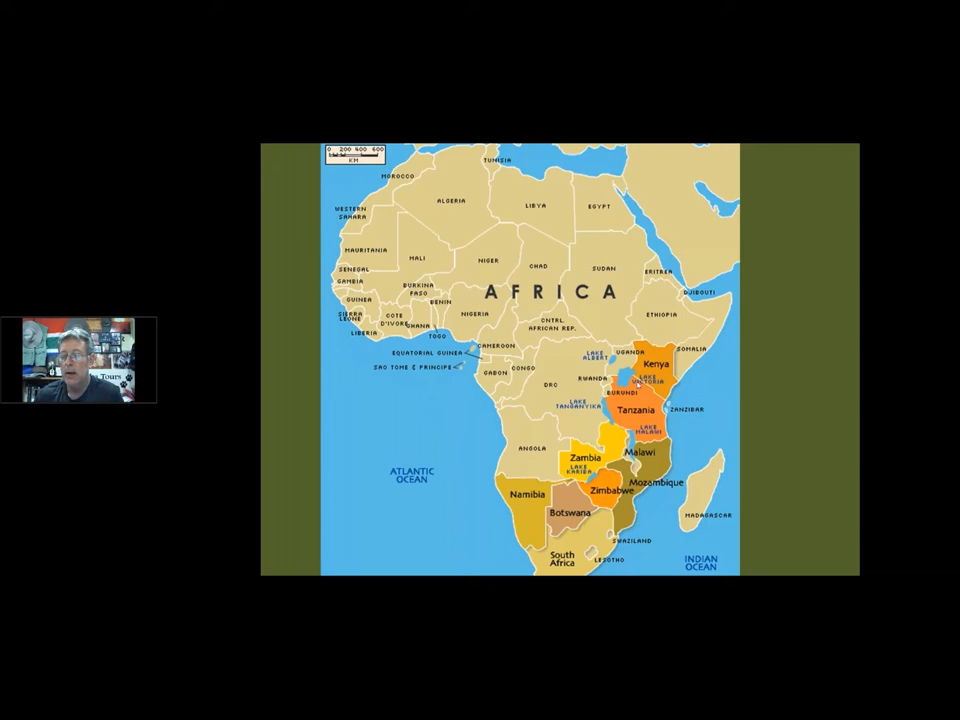 0 200 400 600
KM
TUNISIA
MOROCCO
ALGERIA
LIBYA
EGYPT
WESTERN
SAHARA
MAURITANIA
MALI
NIGER
CHAD
SUDAN
ERITREA
SENEGAL
GAMBIA
BURKINA
FASO
DJIBOUTI
GUINEA
BENIN
AFRICA
SIERRA
LEONE
COTE
D'IVORE
GHANA
NIGERIA
ETHIOPIA
LIBERIA
TOGO
CNTRL.
AFRICAN REP.
CAMEROON
EQUATORIAL GUINEA
SAO TOME & PRINCIPE
GABON
CONGO
LAKE
ALBERT
UGANDA
SOMALIA
Kenya
DRC
RWANDA
LAKE
VICTORIA
BURUNDI
LAKE
TANGANYIKA
Tanzania
ZANZIBAR
LAKE
MALAWI
ANGOLA
Zambia
Malawi
LAKE
KARIBA
ATLANTIC
OCEAN
Mozambique
Namibia
Zimbabwe
Botswana
MADAGASCAR
SWAZILAND
South
Africa
LESOTHO
INDIAN
OCEAN
Tours